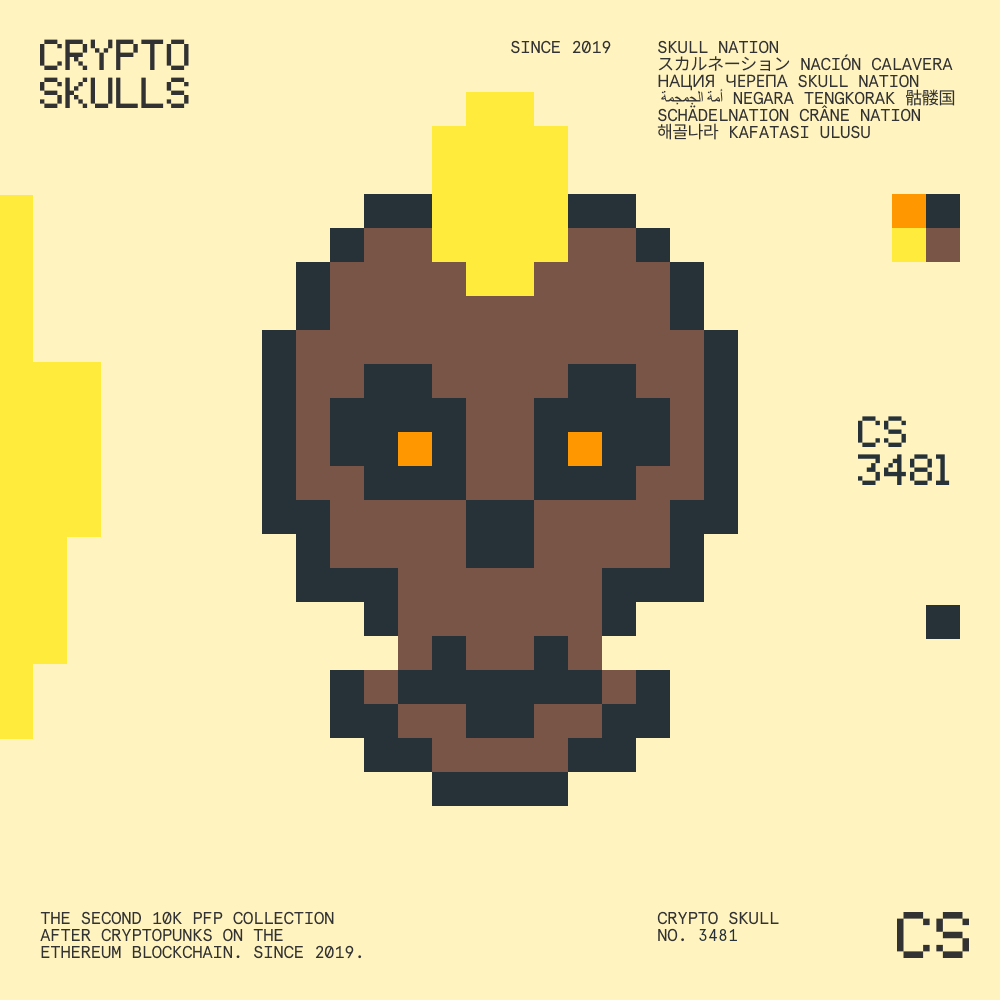 CRYPTO
SKULLS
SINCE 2019
SKULL NATION
スカルネーション NACIÓN CALAVERA
НАЦИЯ ЧЕРЕПА SKULL NATION
أمة الجمجمة NEGARA TENGKORAK 骷髅国
SCHÄDELNATION CRÂNE NATION
해골나라 KAFATASI ULUSU
CS
3481
THE SECOND 10K PFP COLLECTION
AFTER CRYPTOPUNKS ON THE
ETHEREUM BLOCKCHAIN. SINCE 2019.
CRYPTO SKULL
NO. 3481
CS